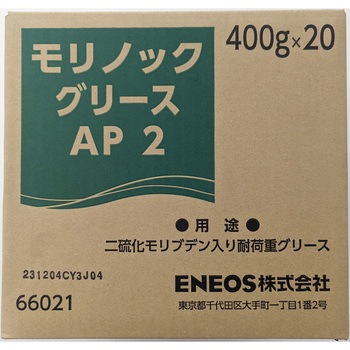 モリノック
グリース
AP 2
400g×20
●用途●
二硫化モリブデン入り耐荷重グリース
231204CY3J04
66021
ENEOS株式会社
東京都千代田区大手町一丁目1番2号